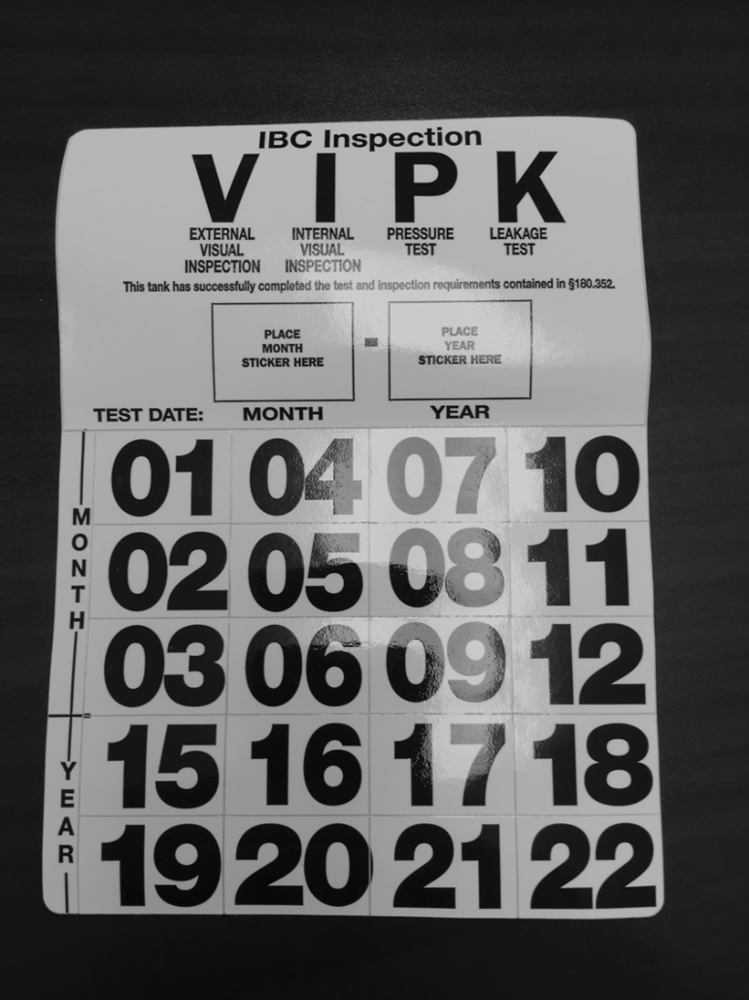 IBC Inspection
V I P K
EXTERNAL VISUAL INSPECTION
INTERNAL VISUAL INSPECTION
PRESSURE TEST
LEAKAGE TEST
This tank has successfully completed the test and inspection requirements contained in §180.352.
PLACE MONTH STICKER HERE
-
PLACE YEAR STICKER HERE
TEST DATE: MONTH YEAR
MONTH
01 04 07 10
02 05 08 11
03 06 09 12
YEAR
15 16 17 18
19 20 21 22